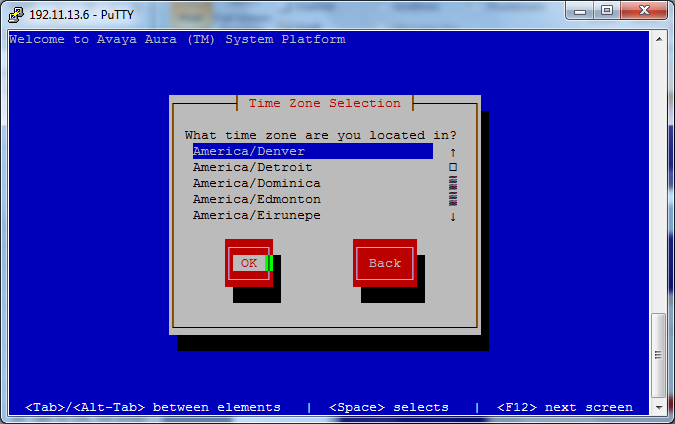 192.11.13.6 - PuTTY
Welcome to Avaya Aura (TM) System Platform
Time Zone Selection
What time zone are you located in?
America/Denver
America/Detroit
America/Dominica
America/Edmonton
America/Eirunepe
OK Back
<Tab>/<Alt-Tab> between elements | <Space> selects | <F12> next screen